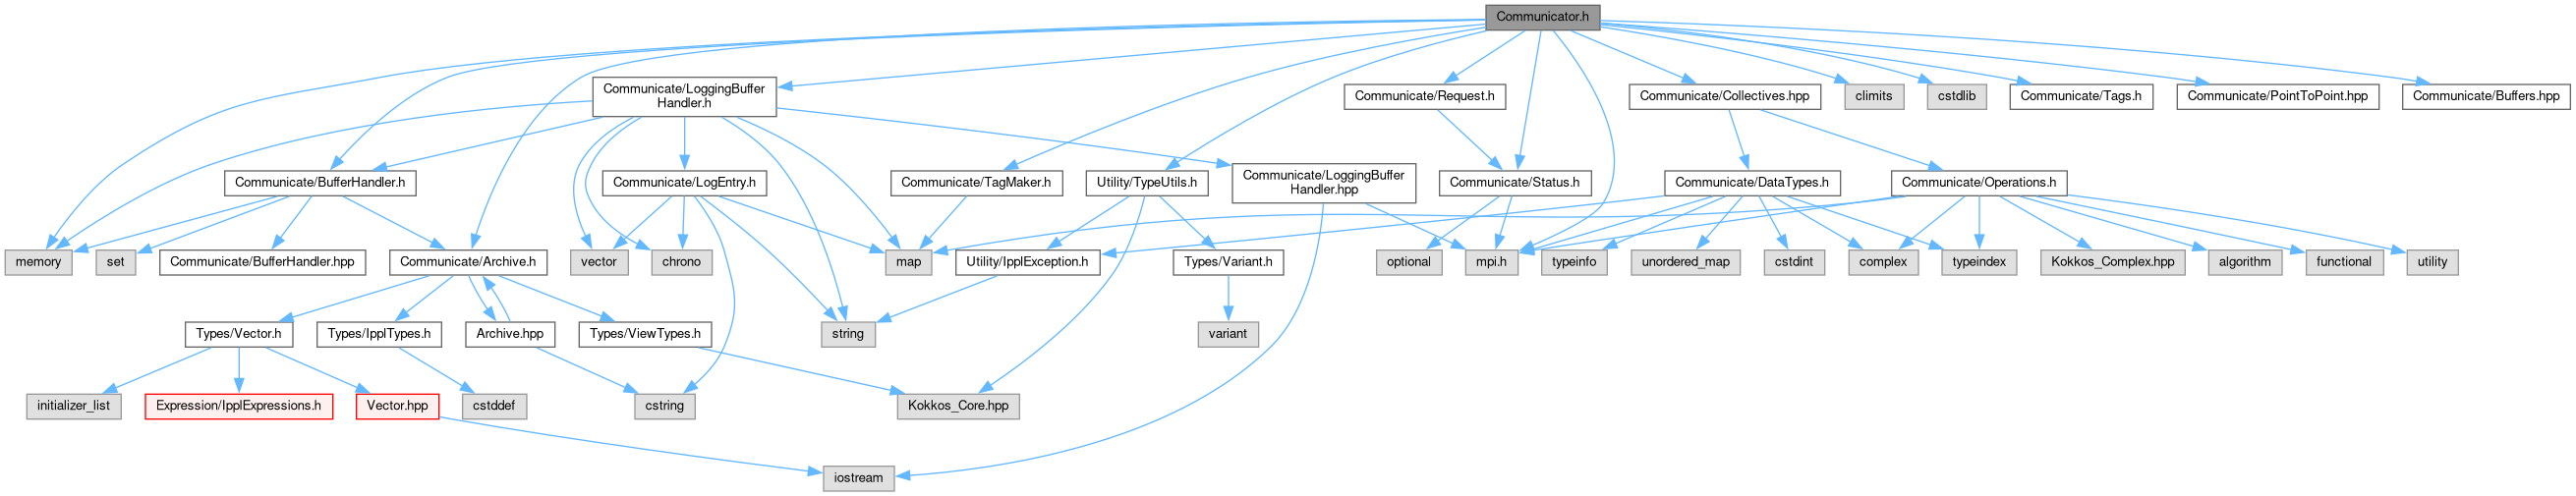 Communicator.h
Communicate/LoggingBuffer
Handler.h
Communicate/Request.h
Communicate/Collectives.hpp
climits
cstdlib
Communicate/Tags.h
Communicate/PointToPoint.hpp
Communicate/Buffers.hpp
Communicate/BufferHandler.h
Communicate/LogEntry.h
Communicate/TagMaker.h
Utility/TypeUtils.h
Communicate/LoggingBuffer
Handler.hpp
Communicate/Status.h
Communicate/DataTypes.h
Communicate/Operations.h
memory
set
Communicate/BufferHandler.hpp
Communicate/Archive.h
vector
chrono
map
Utility/IpplException.h
Types/Variant.h
optional
mpi.h
typeinfo
unordered_map
cstdint
complex
typeindex
Kokkos_Complex.hpp
algorithm
functional
utility
Types/Vector.h
Types/IpplTypes.h
Archive.hpp
Types/ViewTypes.h
string
variant
initializer_list
Expression/IpplExpressions.h
Vector.hpp
cstddef
cstring
Kokkos_Core.hpp
iostream